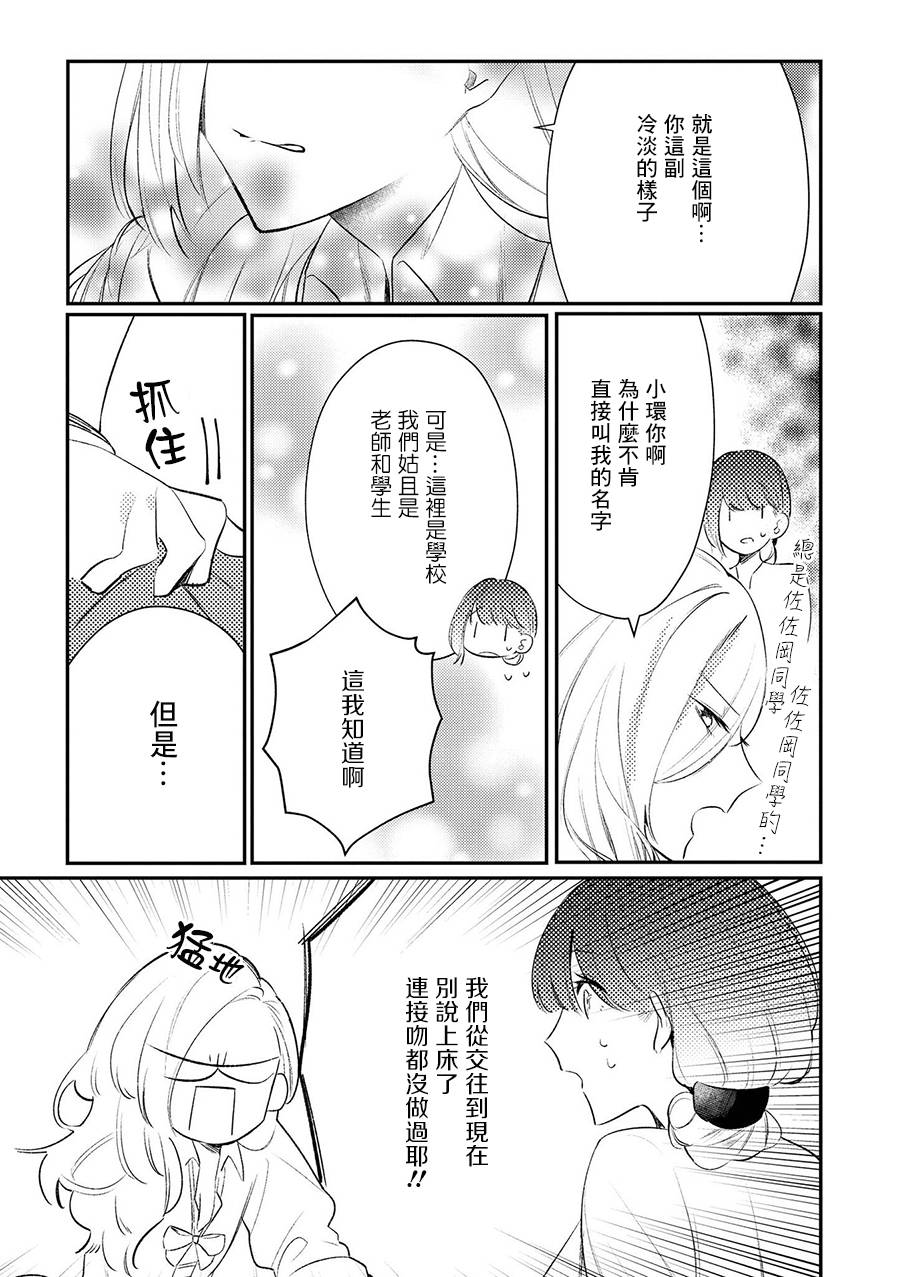 就是這個啊…
你這副
冷淡的樣子
小環你啊
為什麼不肯
直接叫我的名字
佐佐岡同學的…
總是佐佐岡同學
可是…這裡是學校
我們姑且是
老師和學生
這我知道啊
抓住
但是…
我們從交往到現在
別說上床了
連接吻都沒做過耶!!
猛地